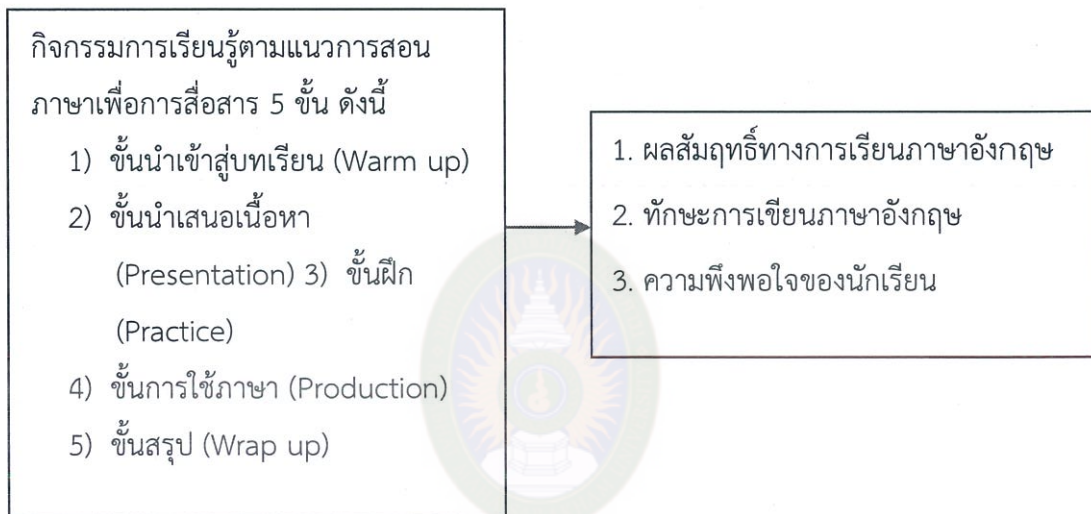 กิจกรรมการเรียนรู้ตามแนวการสอน
ภาษาเพื่อการสื่อสาร 5 ขั้น ดังนี้
1) ขั้นนำเข้าสู่บทเรียน (Warm up)
2) ขั้นนำเสนอเนื้อหา
(Presentation) 3) ขั้นฝึก
(Practice)
4) ขั้นการใช้ภาษา (Production)
5) ขั้นสรุป (Wrap up)
1. ผลสัมฤทธิ์ทางการเรียนภาษาอังกฤษ
2. ทักษะการเขียนภาษาอังกฤษ
3. ความพึงพอใจของนักเรียน